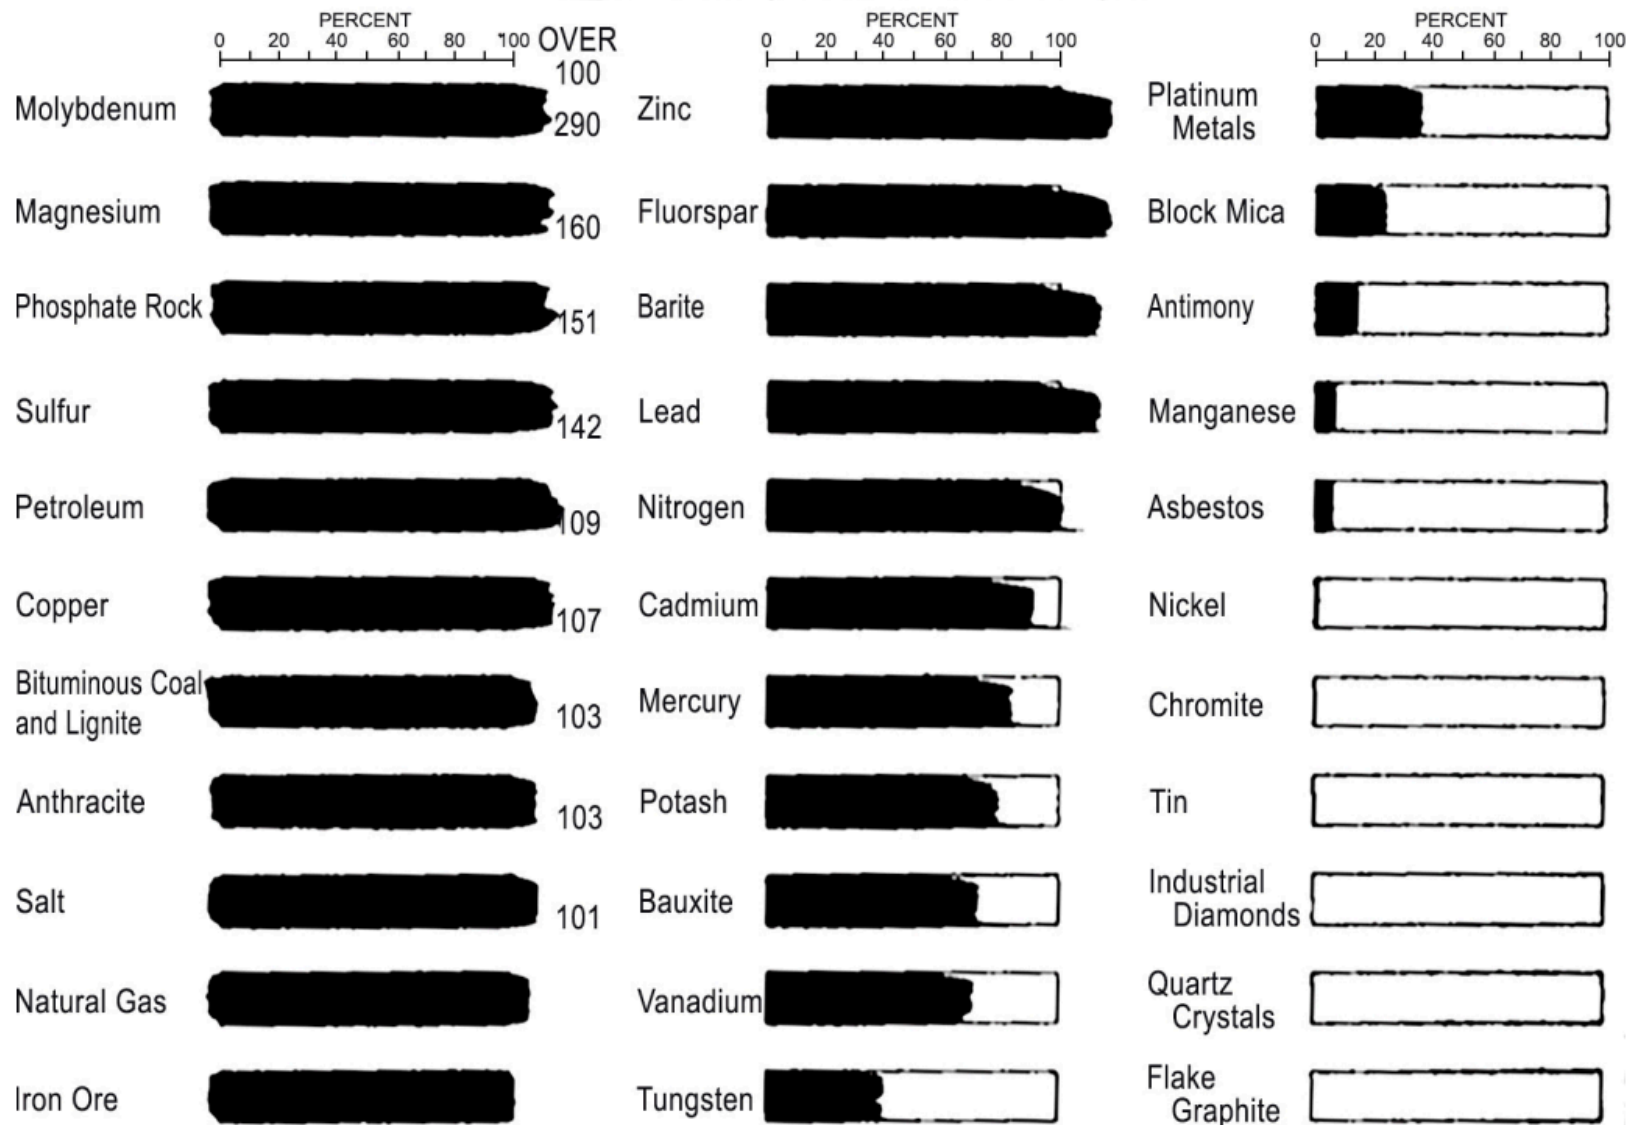 PERCENT
0 20 40 60 80 100 OVER
100
Molybdenum 290
Magnesium 160
Phosphate Rock 151
Sulfur 142
Petroleum 109
Copper 107
Bituminous Coal
and Lignite 103
Anthracite 103
Salt 101
Natural Gas
Iron Ore
PERCENT
0 20 40 60 80 100
Zinc
Fluorspar
Barite
Lead
Nitrogen
Cadmium
Mercury
Potash
Bauxite
Vanadium
Tungsten
PERCENT
0 20 40 60 80 100
Platinum
Metals
Block Mica
Antimony
Manganese
Asbestos
Nickel
Chromite
Tin
Industrial
Diamonds
Quartz
Crystals
Flake
Graphite